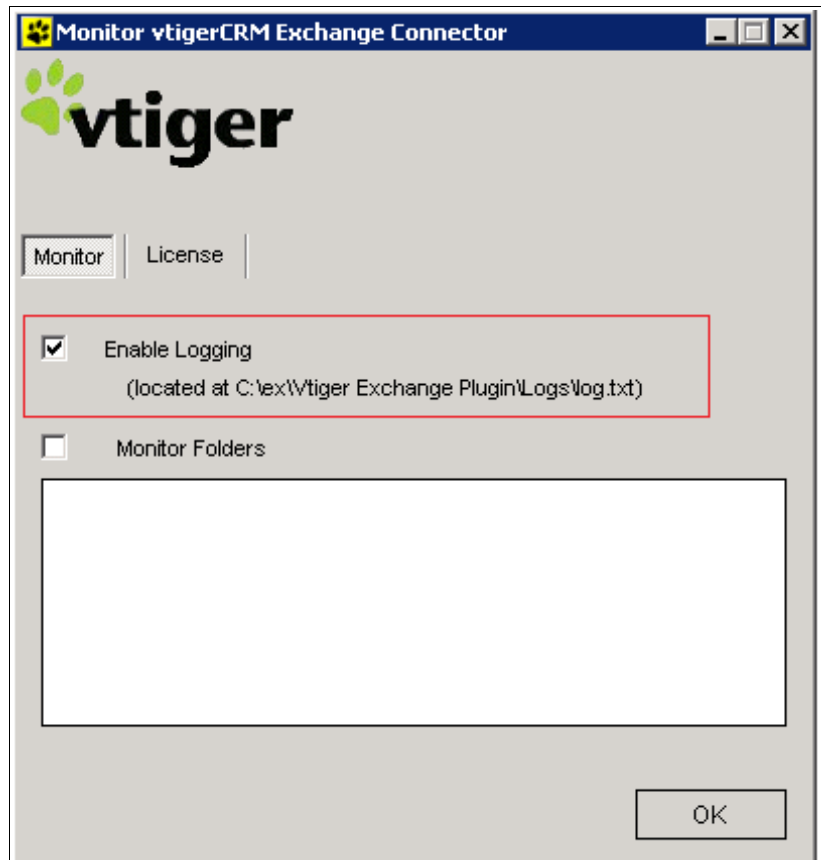 Monitor vtigerCRM Exchange Connector
vtiger
Monitor License
Enable Logging
(located at C:\ex\Vtiger Exchange Plugin\Logs\log.txt)
Monitor Folders
OK